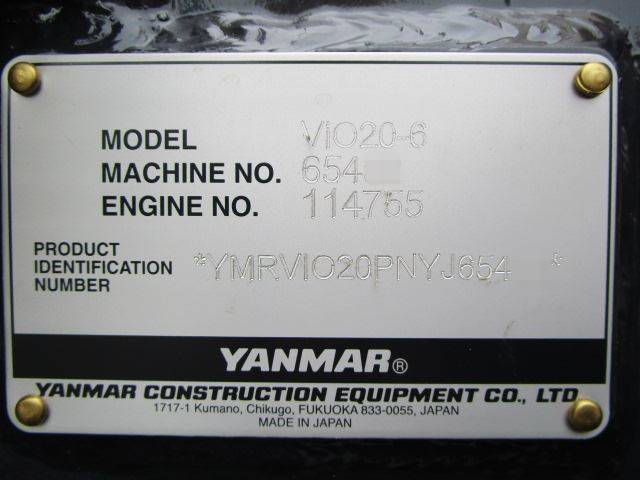 MODEL VIO20-6
MACHINE NO. 654
ENGINE NO. 114755
PRODUCT
IDENTIFICATION
NUMBER
*YMRVIO20PNYJ654 *
YANMAR®
YANMAR CONSTRUCTION EQUIPMENT CO., LTD
1717-1 Kumano, Chikugo, FUKUOKA 833-0055, JAPAN
MADE IN JAPAN